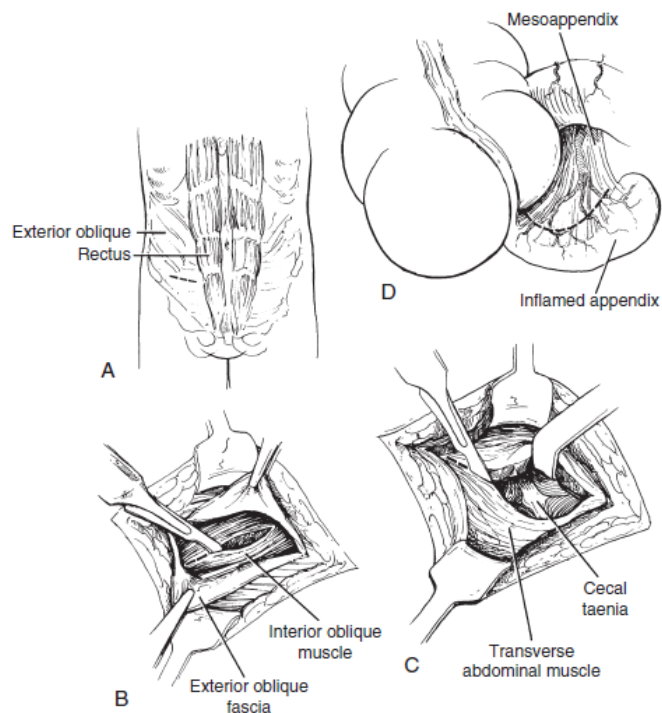 Mesoappendix
Exterior oblique
Rectus
D
Inflamed appendix
A
Interior oblique
muscle
Exterior oblique
fascia
B
Cecal
taenia
Transverse
abdominal muscle
C